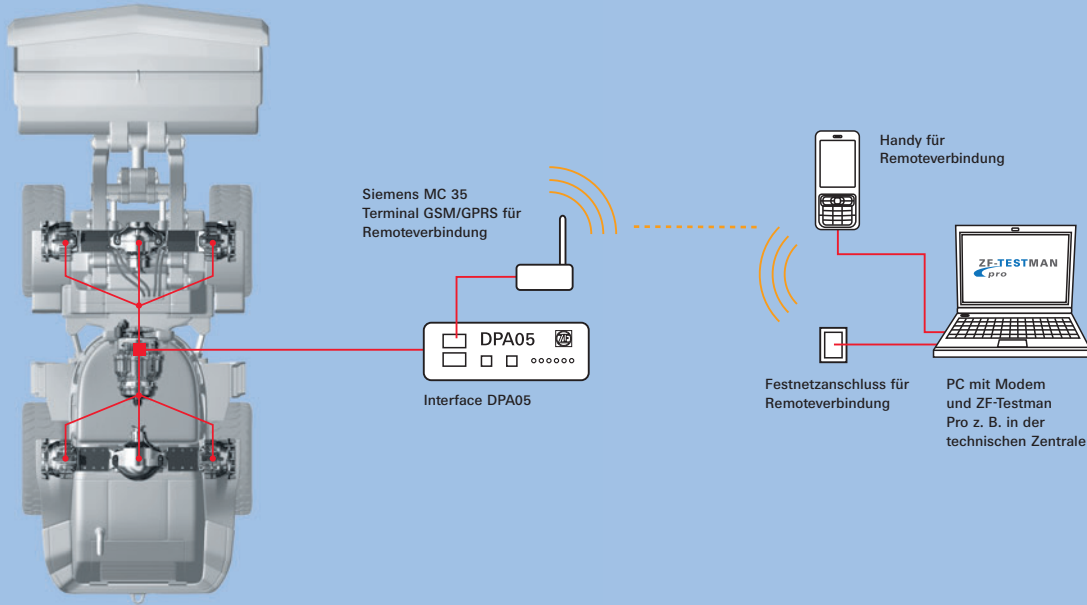 Siemens MC 35
Terminal GSM/GPRS für
Remoteverbindung
DPA05
ZF
Interface DPA05
Handy für
Remoteverbindung
ZF-TESTMAN
pro
Festnetzanschluss für
Remoteverbindung
PC mit Modem
und ZF-Testman
Pro z. B. in der
technischen Zentrale